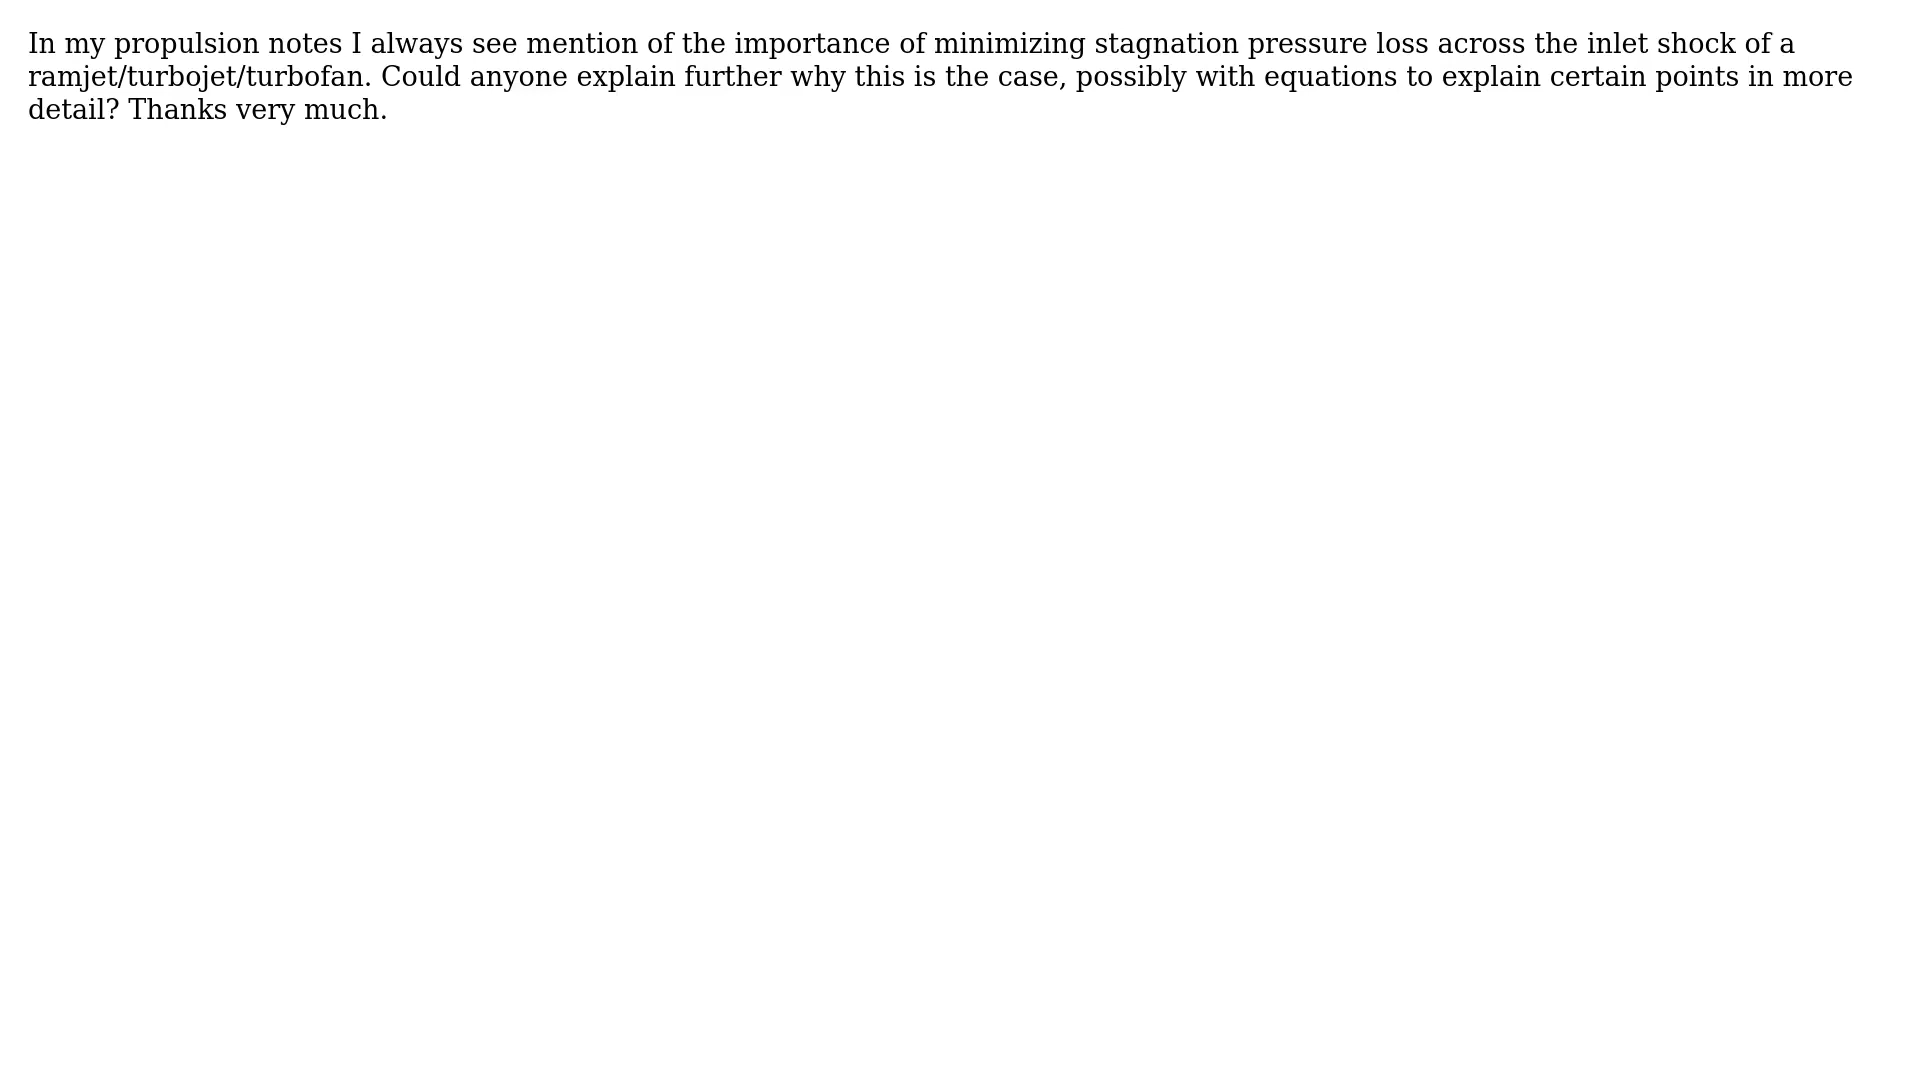 In my propulsion notes I always see mention of the importance of minimizing stagnation pressure loss across the inlet shock of a
ramjet/turbojet/turbofan. Could anyone explain further why this is the case, possibly with equations to explain certain points in more
detail? Thanks very much.